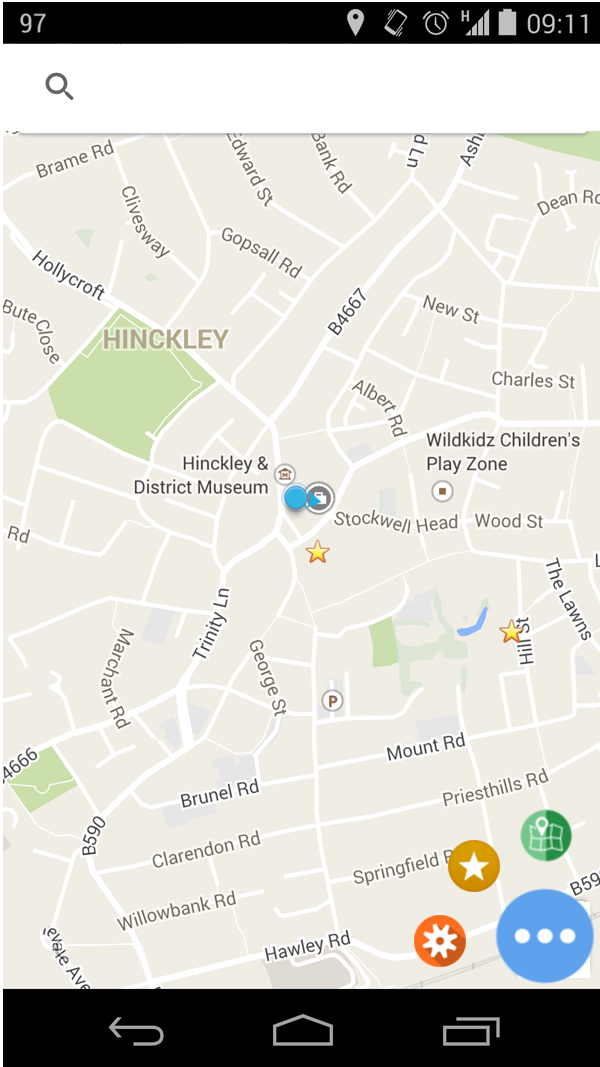 97
H
09:11
Brame Rd
Edward St
Bank Rd
d Ln
Ash
Clivesway
Dean Rd
Gopsall Rd
Hollycroft
Bute Close
HINCKLEY
B4667
New St
Charles St
Albert Rd
Wildkidz Children's
Play Zone
Hinckley &
District Museum
M
Stockwell Head
Wood St
Rd
The Lawns
L
Trinity Ln
Hill St
Marchant Rd
George St
P
Mount Rd
4666
Priesthills Rd
Brunel Rd
B590
Clarendon Rd
Springfield R
B59
Willowbank Rd
Hawley Rd
Ave